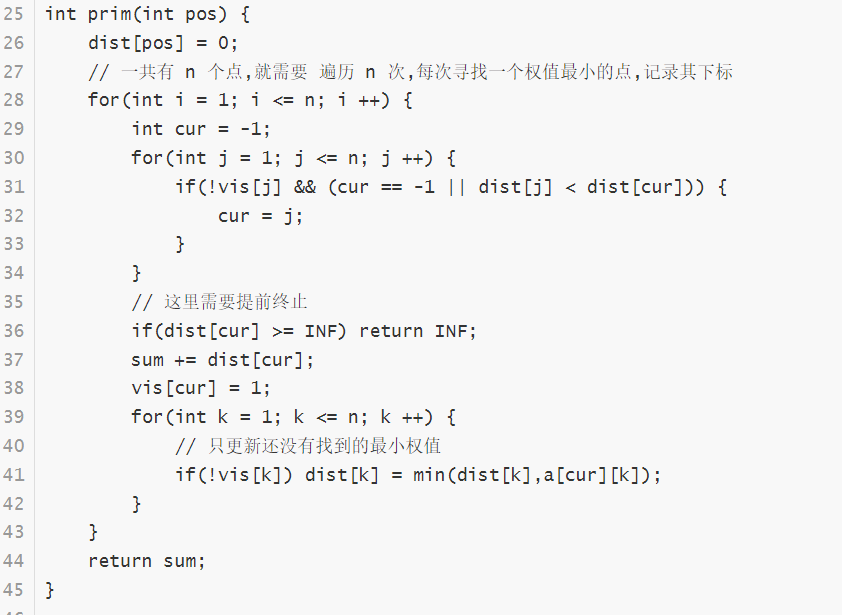 25 int prim(int pos) {
26     dist[pos] = 0;
27     // 一共有 n 个点,就需要 遍历 n 次,每次寻找一个权值最小的点,记录其下标
28     for(int i = 1; i <= n; i ++) {
29         int cur = -1;
30         for(int j = 1; j <= n; j ++) {
31             if(!vis[j] && (cur == -1 || dist[j] < dist[cur])) {
32                 cur = j;
33             }
34         }
35         // 这里需要提前终止
36         if(dist[cur] >= INF) return INF;
37         sum += dist[cur];
38         vis[cur] = 1;
39         for(int k = 1; k <= n; k ++) {
40             // 只更新还没有找到的最小权值
41             if(!vis[k]) dist[k] = min(dist[k],a[cur][k]);
42         }
43     }
44     return sum;
45 }